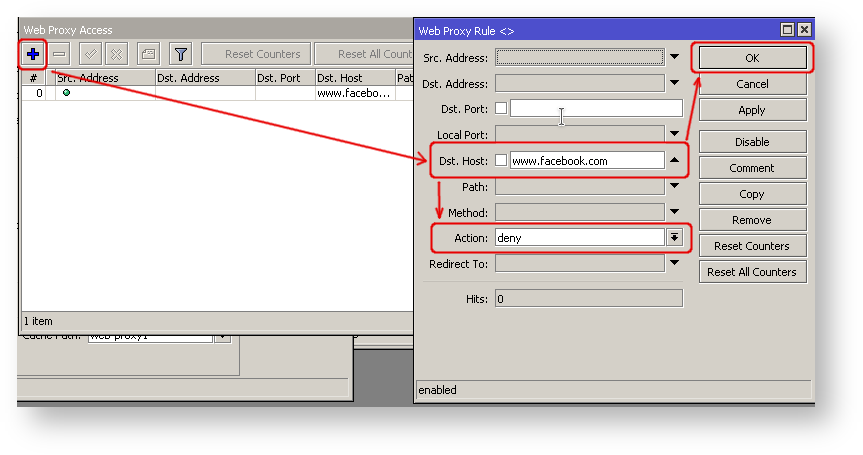 Web Proxy Access
Reset Counters
Reset All Count
#
Src. Address
Dst. Address
Dst. Port
Dst. Host
Pat
0
www.facebo...
1 item
Cache Path:
web-proxy1
Web Proxy Rule <>
Src. Address:
Dst. Address:
Dst. Port:
Local Port:
Dst. Host: www.facebook.com
Path:
Method:
Action: deny
Redirect To:
Hits: 0
enabled
OK
Cancel
Apply
Disable
Comment
Copy
Remove
Reset Counters
Reset All Counters